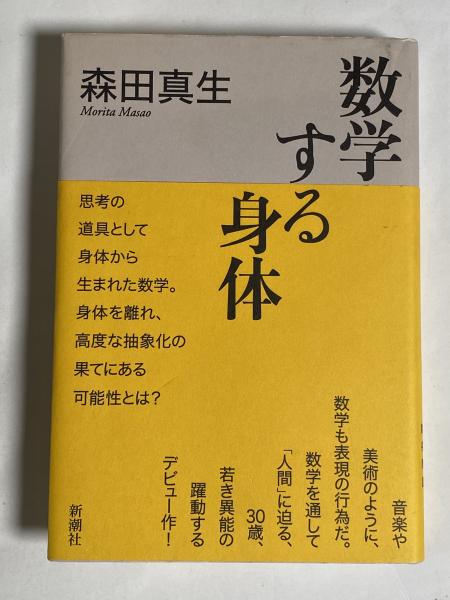 森田真生
Morita Masao
数学
する
身体
思考の
道具として
身体から
生まれた数学。
身体を離れ、
高度な抽象化の
果てにある
可能性とは?
音楽や
美術のように、
数学も表現の行為だ。
数学を通して
「人間」に迫る、
30歳、
若き異能の
躍動する
デビュー作!
新潮社